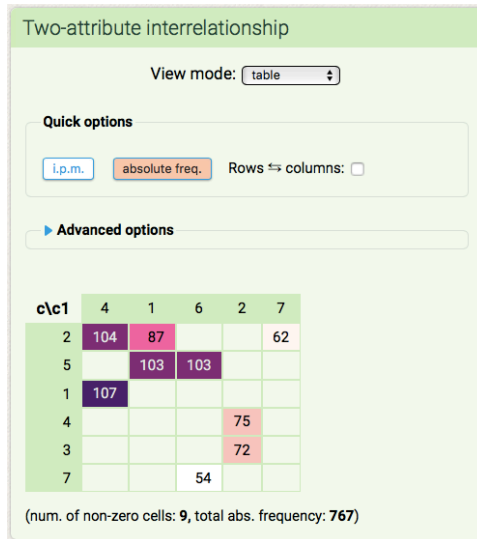 Two-attribute interrelationship
View mode: table
Quick options
i.p.m. absolute freq. Rows ⇆ columns:
Advanced options
c\c1 4 1 6 2 7
2 104 87 62
5 103 103
1 107
4 75
3 72
7 54
(num. of non-zero cells: 9, total abs. frequency: 767)